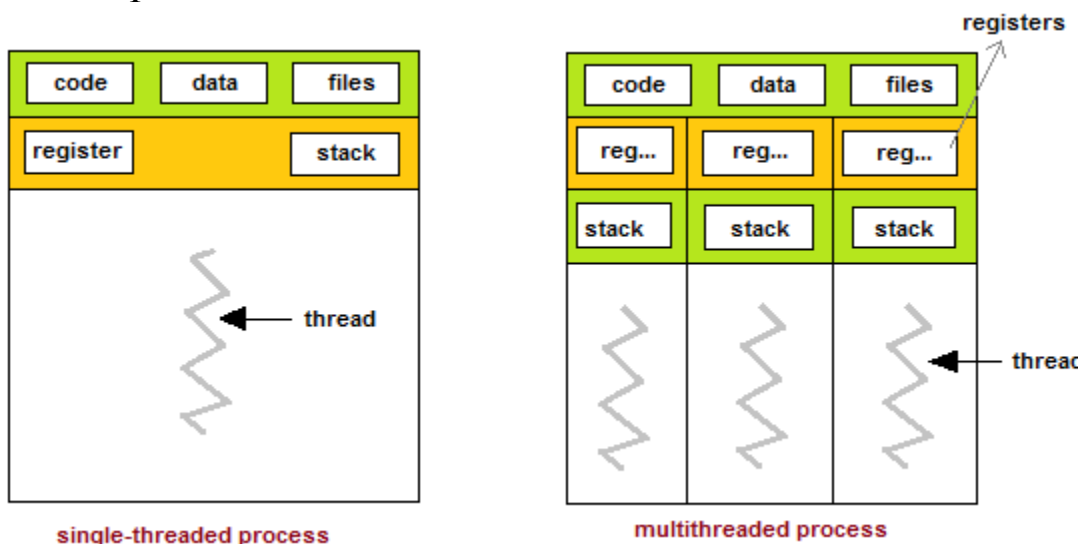 registers
code data files
register stack
thread
single-threaded process
code data files
reg... reg... reg...
stack stack stack
thread
multithreaded process